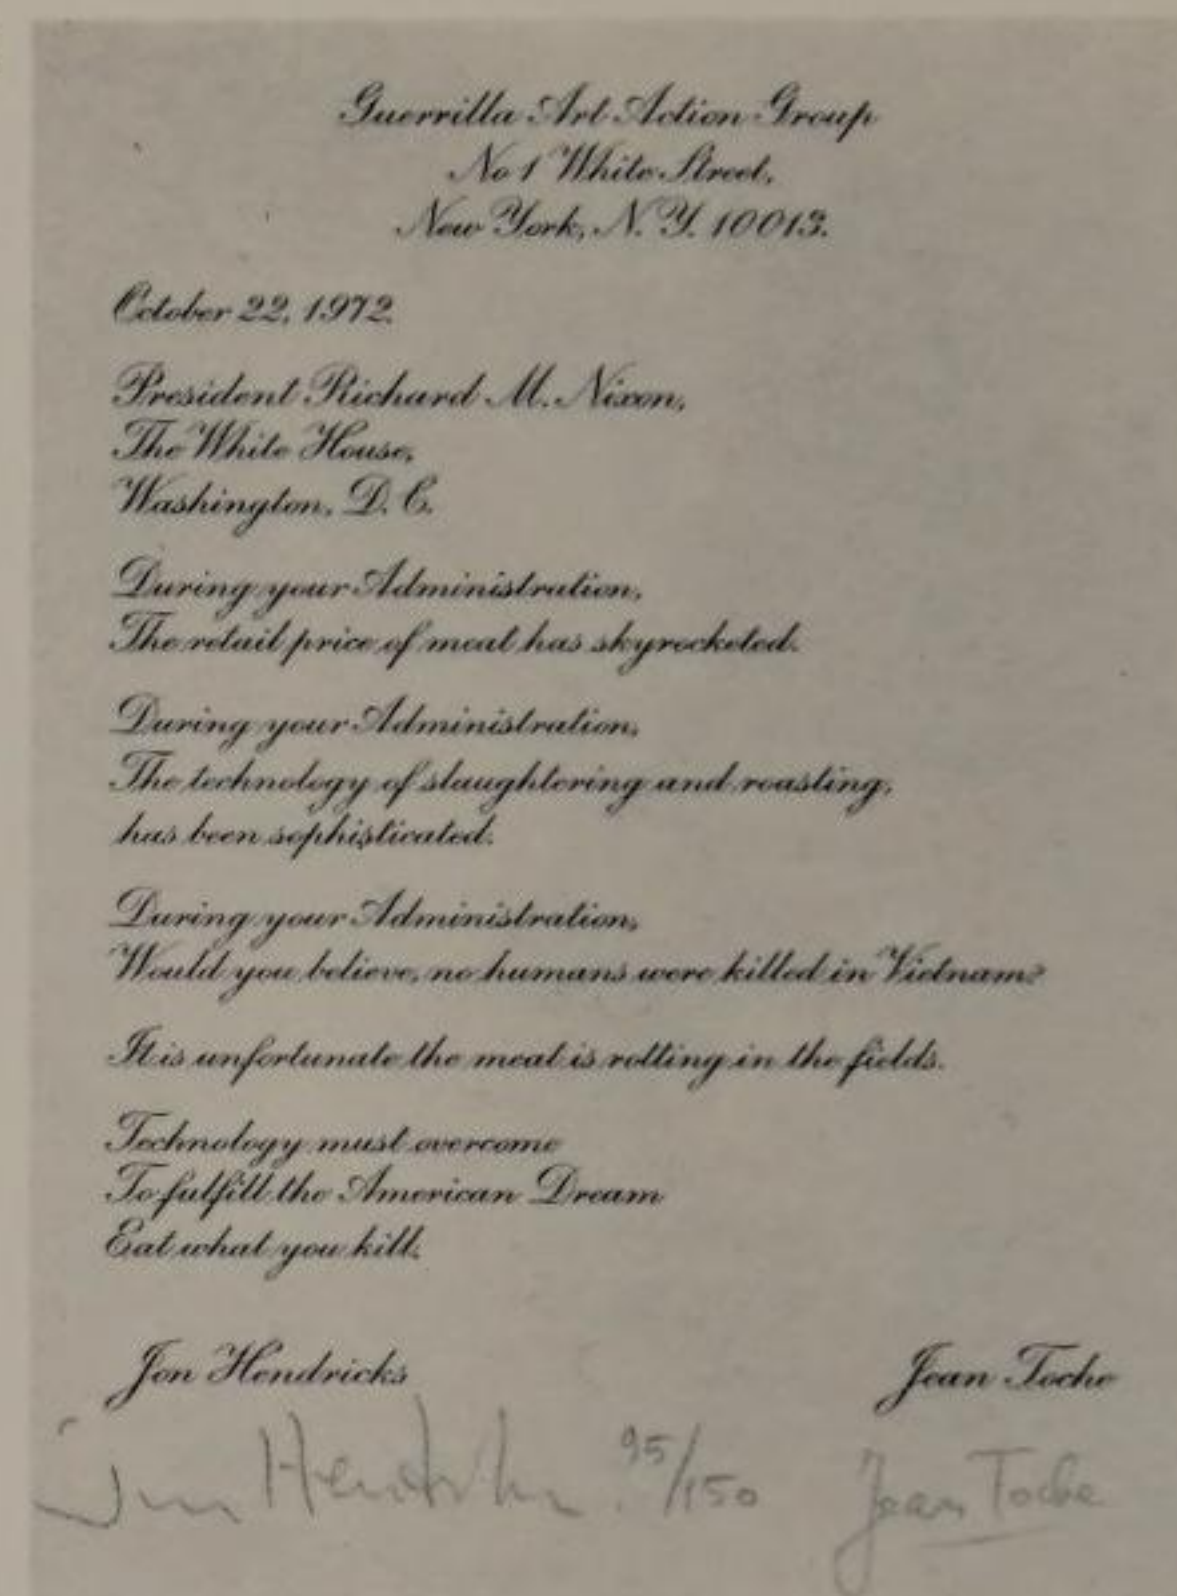 Guerrilla Art Action Group
No 1 White Street,
New York, N. Y. 10013.
October 22, 1972.
President Richard M. Nixon,
The White House,
Washington, D. C.
During your Administration,
The retail price of meat has skyrocketed.
During your Administration,
The technology of slaughtering and roasting,
has been sophisticated.
During your Administration,
Would you believe, no humans were killed in Vietnam?
It is unfortunate the meat is rotting in the fields.
Technology must overcome
To fulfill the American Dream
Eat what you kill.
Jon Hendricks Jean Toche
Jon Hendricks. 95/150 Jean Toche